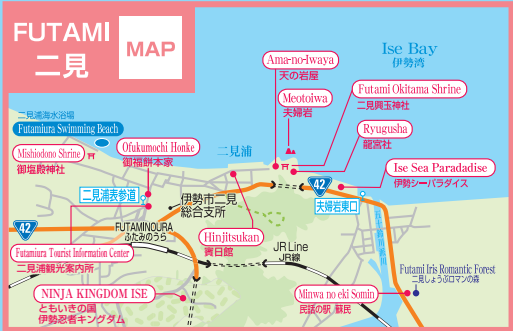 FUTAMI
二見
MAP
Ise Bay
伊勢湾
Ama-no-Iwaya
天の岩屋
Meotoiwa
夫婦岩
Futami Okitama Shrine
二見興玉神社
Ryugusha
龍宮社
二見浦海水浴場
Futamiura Swimming Beach
Mishiodono Shrine
御塩殿神社
Ofukumochi Honke
御福餅本家
二見浦
Ise Sea Paradadise
伊勢シーパラダイス
二見浦表参道
伊勢市二見
総合支所
42
夫婦岩東口
42
FUTAMINOURA
ふたみのうら
Hinjitsukan
賓日館
JR Line
JR線
Futamiura Tourist Information Center
二見浦観光案内所
Futami Iris Romantic Forest
二見しょうぶロマンの森
NINJA KINGDOM ISE
ともいきの国
伊勢忍者キングダム
Minwa no eki Somin
民話の駅 蘇民